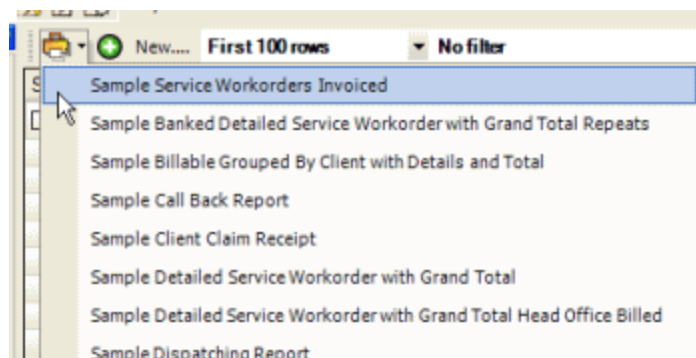 New.... First 100 rows No filter
Sample Service Workorders Invoiced
Sample Banked Detailed Service Workorder with Grand Total Repeats
Sample Billable Grouped By Client with Details and Total
Sample Call Back Report
Sample Client Claim Receipt
Sample Detailed Service Workorder with Grand Total
Sample Detailed Service Workorder with Grand Total Head Office Billed
Sample Dispatching Report